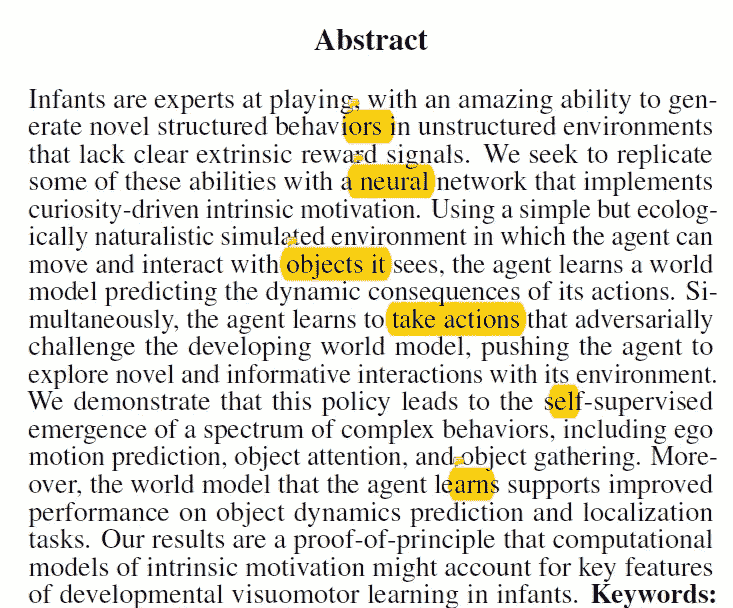 Abstract
Infants are experts at playing, with an amazing ability to gen-
erate novel structured behaviors in unstructured environments
that lack clear extrinsic reward signals. We seek to replicate
some of these abilities with a neural network that implements
curiosity-driven intrinsic motivation. Using a simple but ecolog-
ically naturalistic simulated environment in which the agent can
move and interact with objects it sees, the agent learns a world
model predicting the dynamic consequences of its actions. Si-
multaneously, the agent learns to take actions that adversarially
challenge the developing world model, pushing the agent to
explore novel and informative interactions with its environment.
We demonstrate that this policy leads to the self-supervised
emergence of a spectrum of complex behaviors, including ego
motion prediction, object attention, and object gathering. More-
over, the world model that the agent learns supports improved
performance on object dynamics prediction and localization
tasks. Our results are a proof-of-principle that computational
models of intrinsic motivation might account for key features
of developmental visuomotor learning in infants. Keywords: